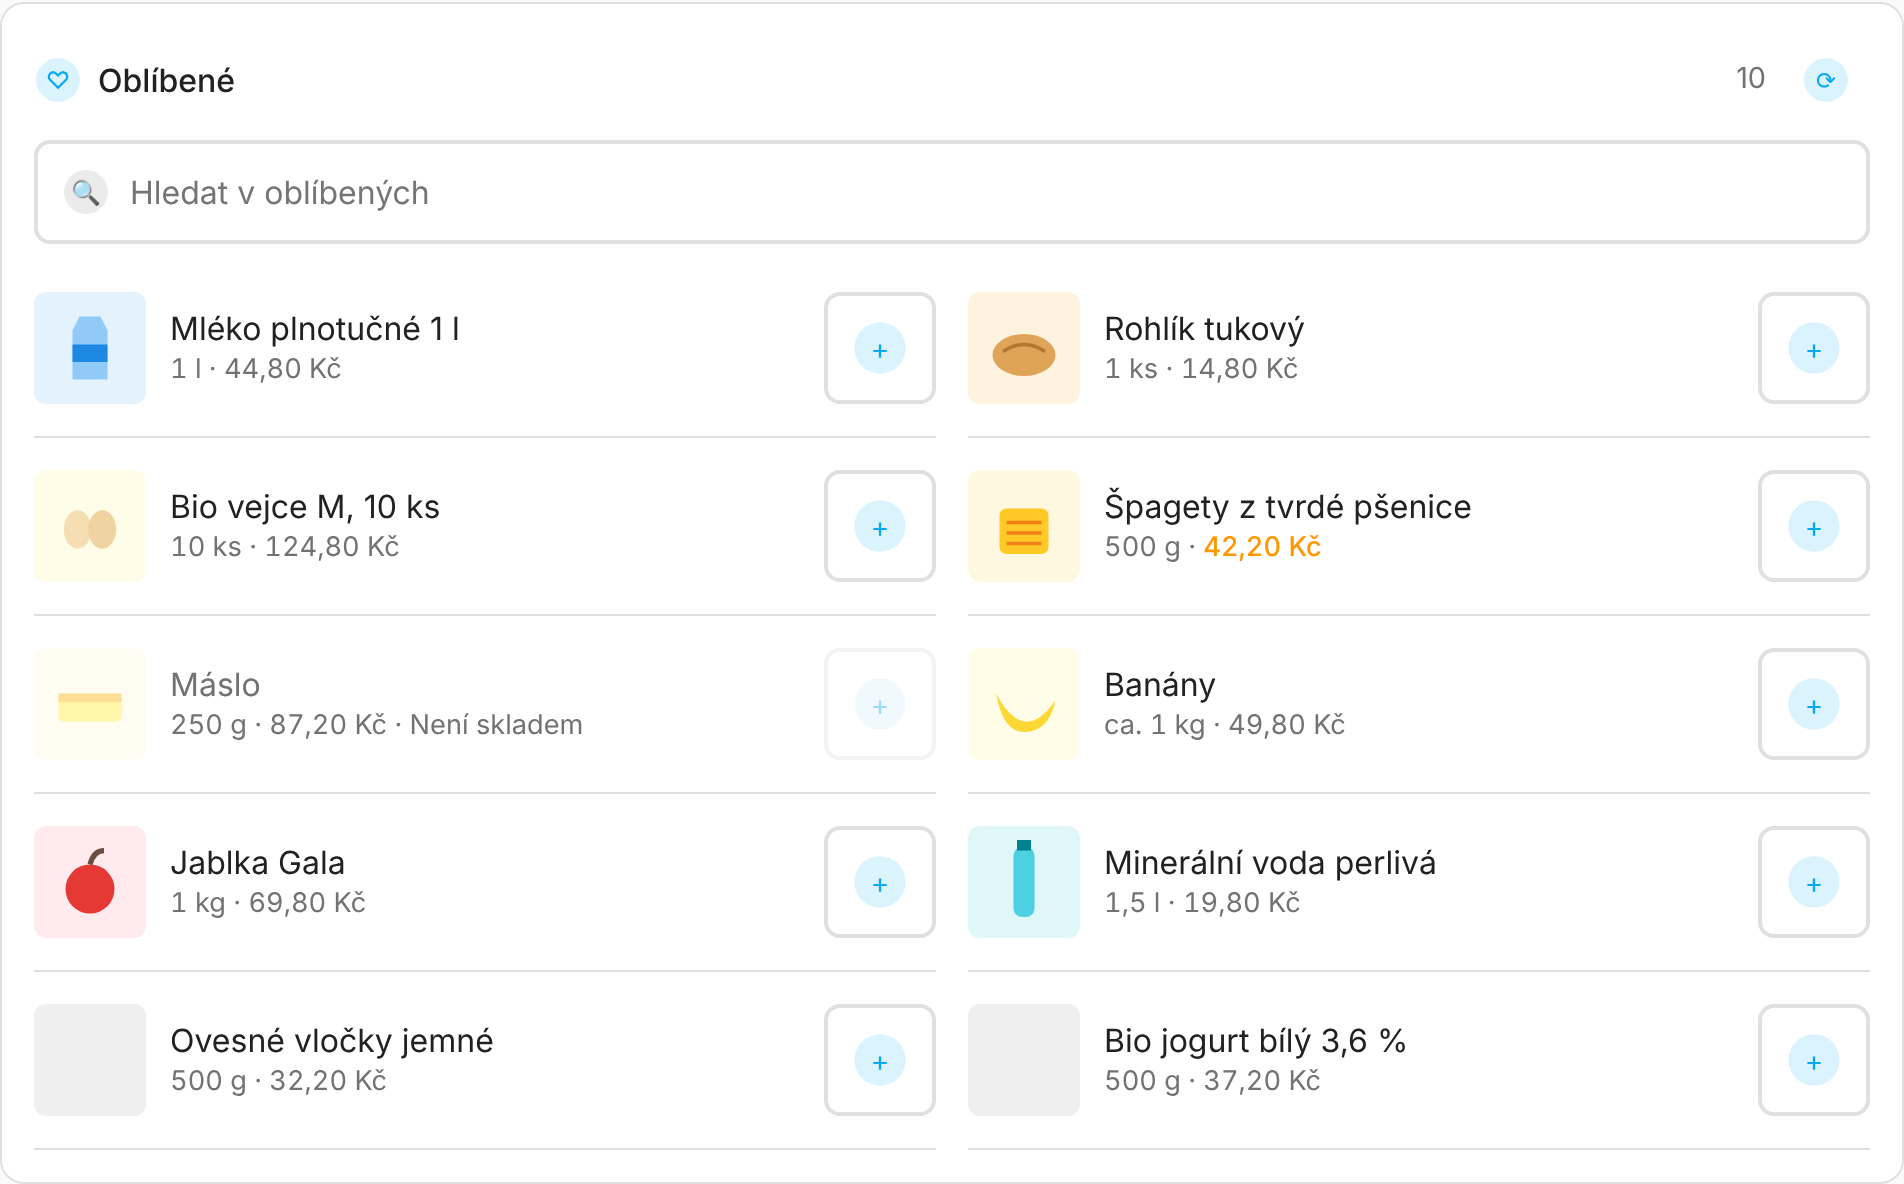 Oblíbené
10
Hledat v oblíbených
Mléko plnotučné 1 l
1 l · 44,80 Kč
+
Rohlík tukový
1 ks · 14,80 Kč
+
Bio vejce M, 10 ks
10 ks · 124,80 Kč
+
Špagety z tvrdé pšenice
500 g · 42,20 Kč
+
Máslo
250 g · 87,20 Kč · Není skladem
+
Banány
ca. 1 kg · 49,80 Kč
+
Jablka Gala
1 kg · 69,80 Kč
+
Minerální voda perlivá
1,5 l · 19,80 Kč
+
Ovesné vločky jemné
500 g · 32,20 Kč
+
Bio jogurt bílý 3,6 %
500 g · 37,20 Kč
+